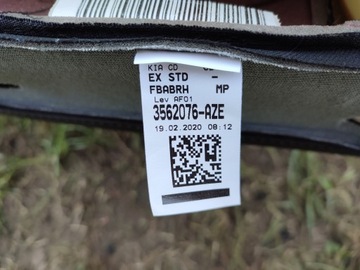 KIA CD
EX STD -
FBABRH MP
Lev AF01
3562076-AZE
19.02.2020 08:12